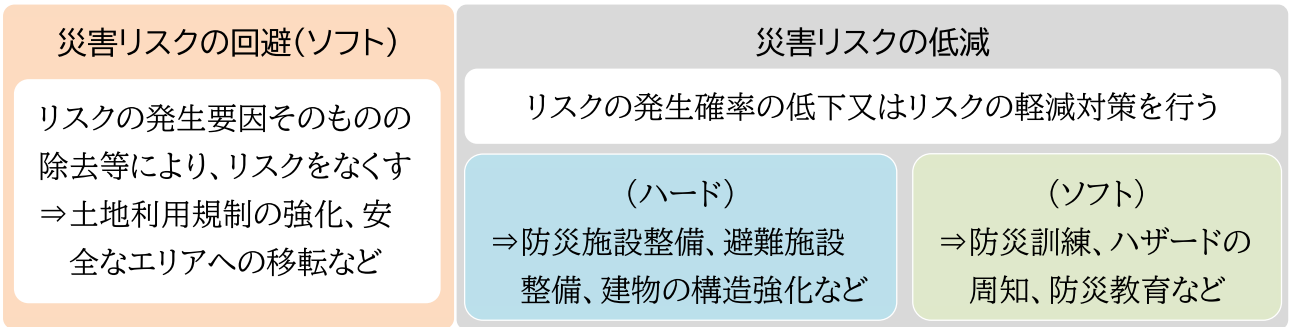 災害リスクの回避（ソフト）
リスクの発生要因そのものの
除去等により、リスクをなくす
⇒土地利用規制の強化、安
全なエリアへの移転など
災害リスクの低減
リスクの発生確率の低下又はリスクの軽減対策を行う
（ハード）
⇒防災施設整備、避難施設
整備、建物の構造強化など
（ソフト）
⇒防災訓練、ハザードの
周知、防災教育など